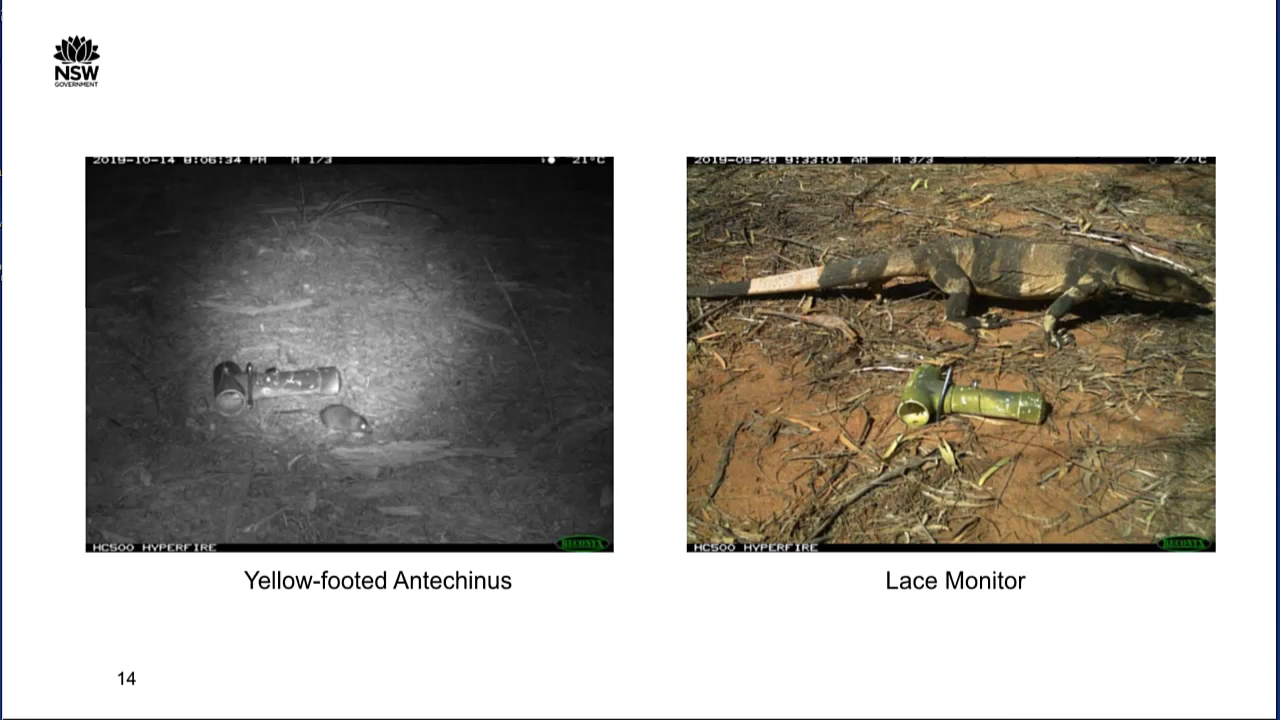 NSW
GOVERNMENT
2019-10-14 8:06:34 PM M 1/3 21°C
2019-09-28 9:33:01 AM M 3/3 27°C
HC500 HYPERFIRE RECONYX
HC500 HYPERFIRE RECONYX
Yellow-footed Antechinus
Lace Monitor
14